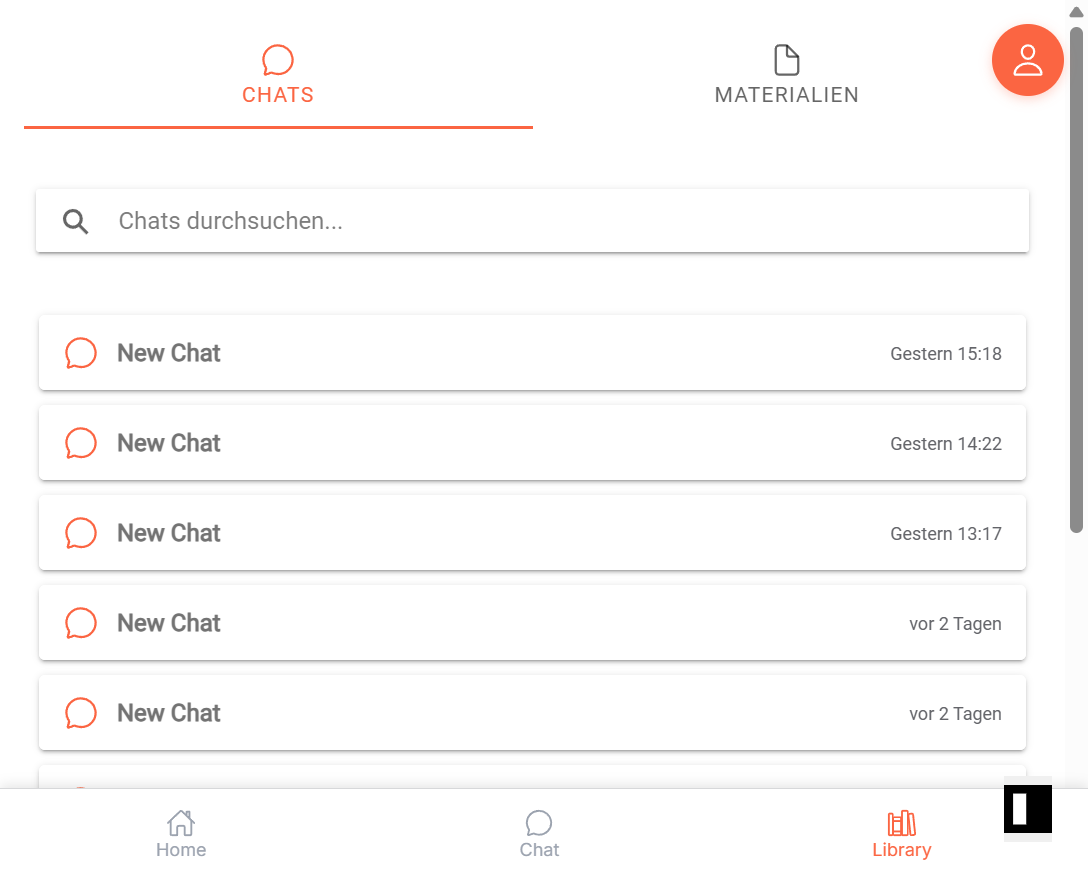 CHATS
MATERIALIEN
Chats durchsuchen...
New Chat
Gestern 15:18
New Chat
Gestern 14:22
New Chat
Gestern 13:17
New Chat
vor 2 Tagen
New Chat
vor 2 Tagen
Home
Chat
Library